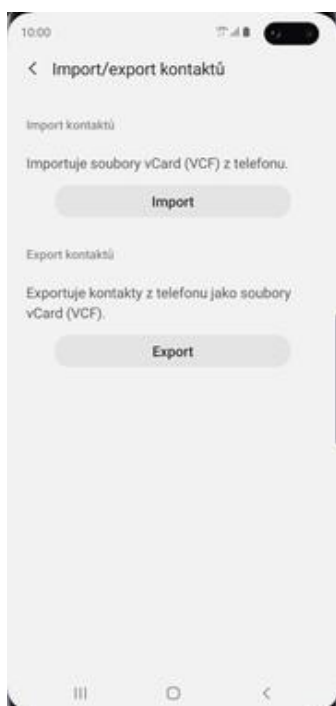 10:00
Import/export kontaktů
Import kontaktů
Importuje soubory vCard (VCF) z telefonu.
Import
Export kontaktů
Exportuje kontakty z telefonu jako soubory
vCard (VCF).
Export